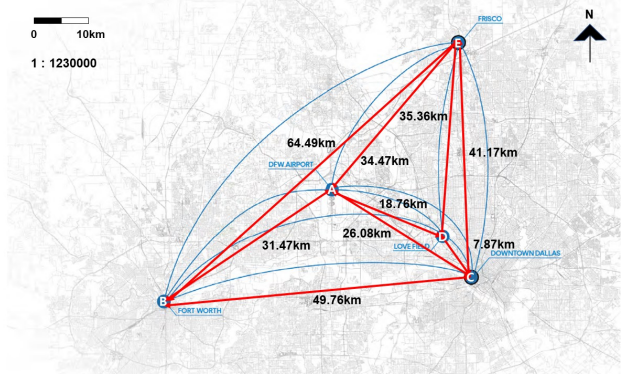 FRISCO
N
0 10km
1 : 1230000
E
35.36km
64.49km
41.17km
34.47km
DFW AIRPORT
A
18.76km
26.08km
D
31.47km
LOVE FIELD
7.87km
DOWNTOWN DALLAS
C
B
49.76km
FORT WORTH